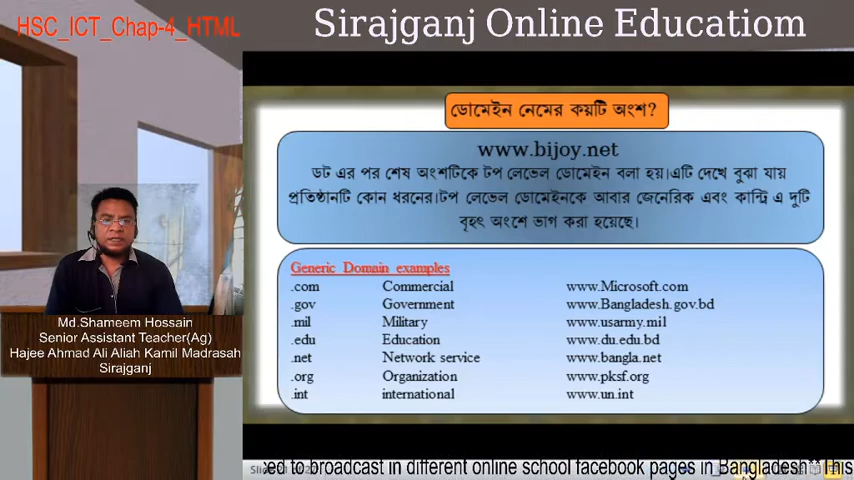 HSC_ICT_Chap-4_HTML
Sirajganj Online Educatiom
ডোমেইন নেমের কয়টি অংশ?
www.bijoy.net
ডট এর পর শেষ অংশটিকে টপ লেভেল ডোমেইন বলা হয়।এটি দেখে বুঝা যায়
প্রতিষ্ঠানটি কোন ধরনের।টপ লেভেল ডোমেইনকে আবার জেনেরিক এবং কান্ট্রি এ দুটি
বৃহৎ অংশে ভাগ করা হয়েছে।
Generic Domain examples
.com Commercial www.Microsoft.com
.gov Government www.Bangladesh.gov.bd
.mil Military www.usarmy.mil
.edu Education www.du.edu.bd
.net Network service www.bangla.net
.org Organization www.pksf.org
.int international www.un.int
Md.Shameem Hossain
Senior Assistant Teacher(Ag)
Hajee Ahmad Ali Aliah Kamil Madrasah
Sirajganj
ed to broadcast in different online school facebook pages in Bangladesh**This